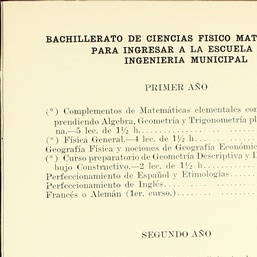 BACHILLERATO DE CIENCIAS FISICO MAT
PARA INGRESAR A LA ESCUELA
INGENIERIA MUNICIPAL
PRIMER AÑO
(*) Complementos de Matemáticas elementales com
prendiendo Algebra, Geometría y Trigonometría pl
na.—5 lec. de 1½ h.
(*) Física General.—4 lec. de 1½ h.
Geografía Física y nociones de Geografía Económic
(*) Curso preparatorio de Geometría Descriptiva y D
bujo Constructivo.—2 lec. de 1½ h.
Perfeccionamiento de Español y Etimologías
Perfeccionamiento de Inglés
Francés o Alemán (1er. curso.)
SEGUNDO AÑO